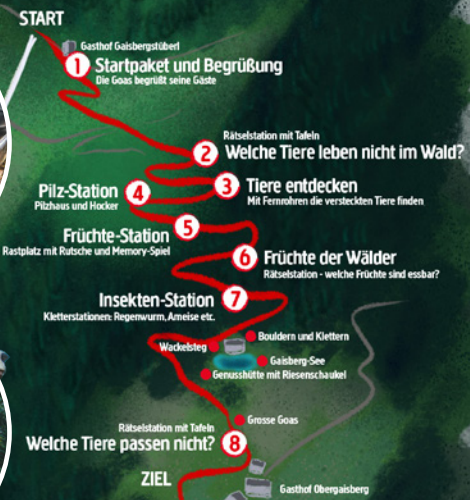 START
Gasthof Gaisbergstüberl
1 Startpaket und Begrüßung
Die Goas begrüßt seine Gäste
Rätselstation mit Tafeln
2 Welche Tiere leben nicht im Wald?
3 Tiere entdecken
Mit Fernrohren die versteckten Tiere finden
Pilz-Station 4
Pilzhaus und Hocker
5
Früchte-Station
Rastplatz mit Rutsche und Memory-Spiel
6 Früchte der Wälder
Rätselstation - welche Früchte sind essbar?
Insekten-Station 7
Kletterstationen: Regenwurm, Ameise etc.
Bouldern und Klettern
Wackelsteg
Gaisberg-See
Genusshütte mit Riesenschaukel
Grosse Goas
Rätselstation mit Tafeln
Welche Tiere passen nicht? 8
ZIEL
Gasthof Obergaisberg